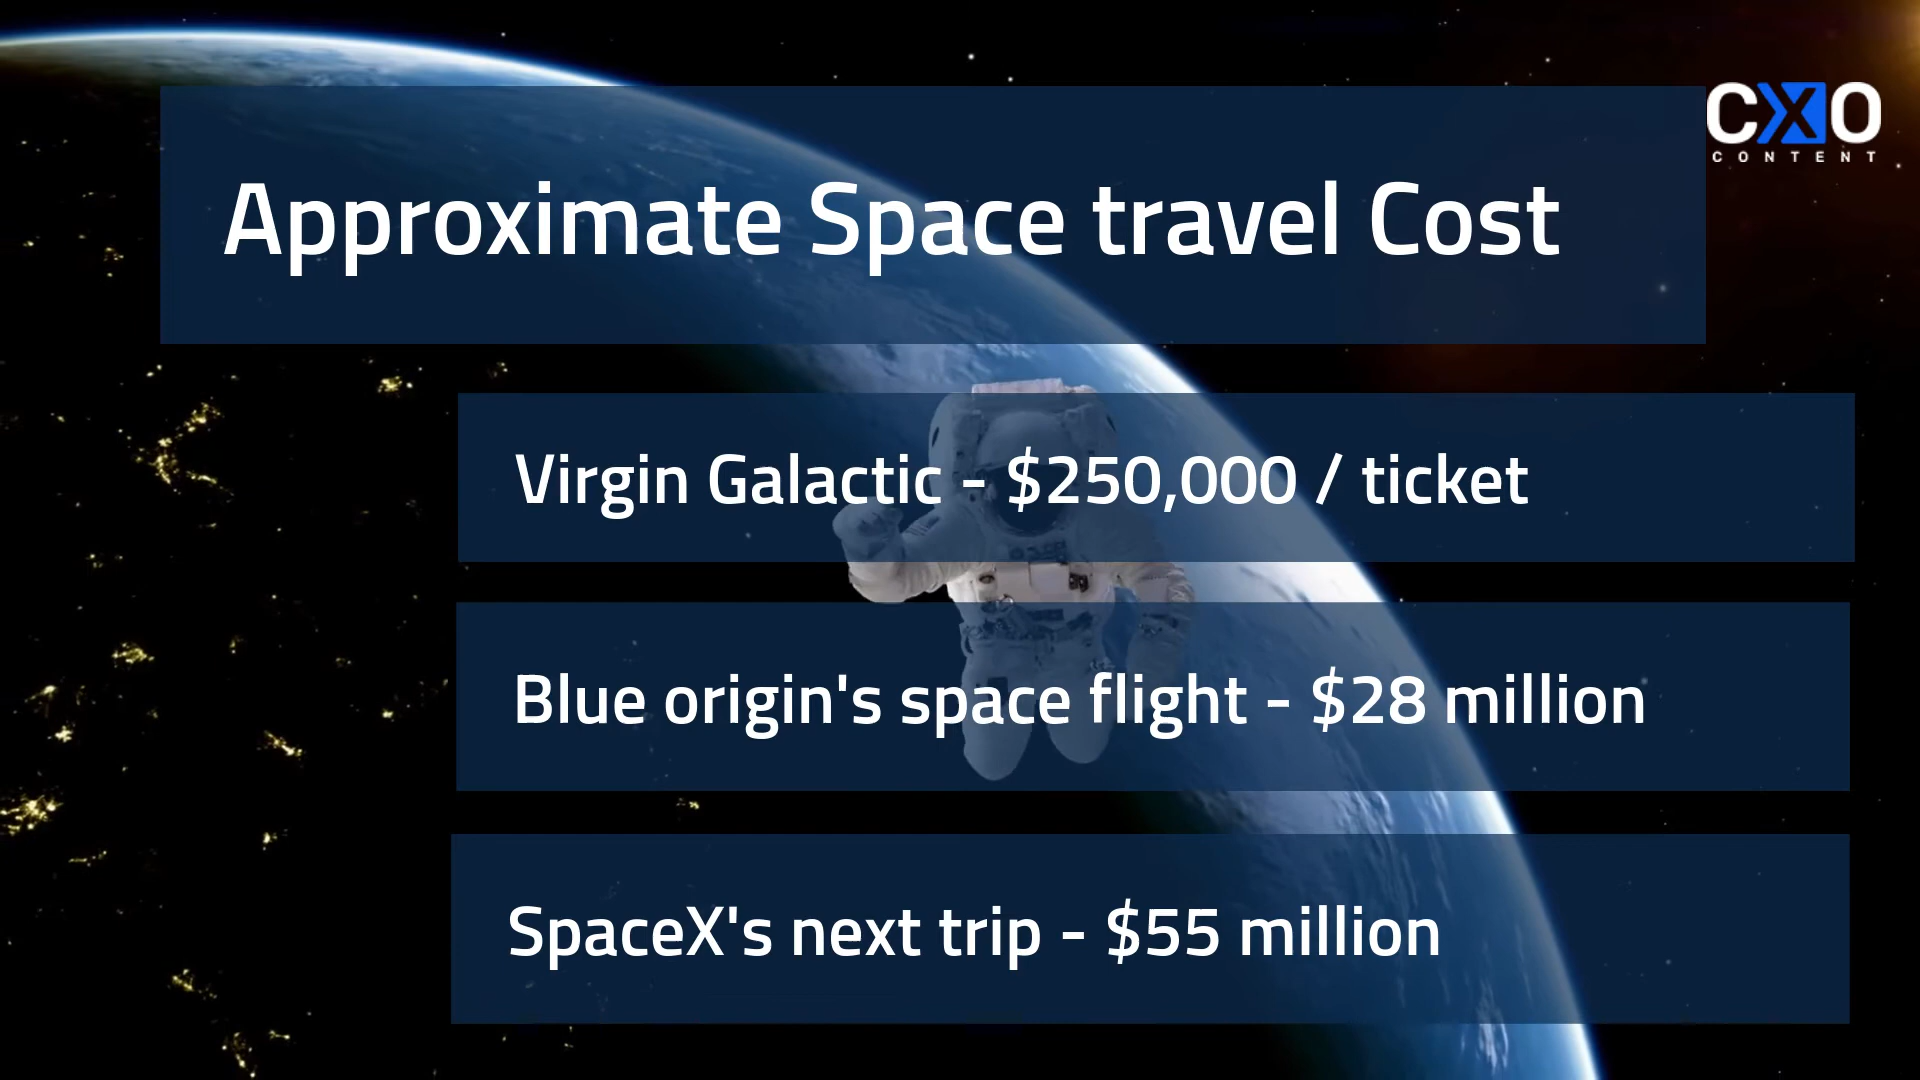 CXO
CONTENT
Approximate Space travel Cost
Virgin Galactic - $250,000 / ticket
Blue origin's space flight - $28 million
SpaceX's next trip - $55 million